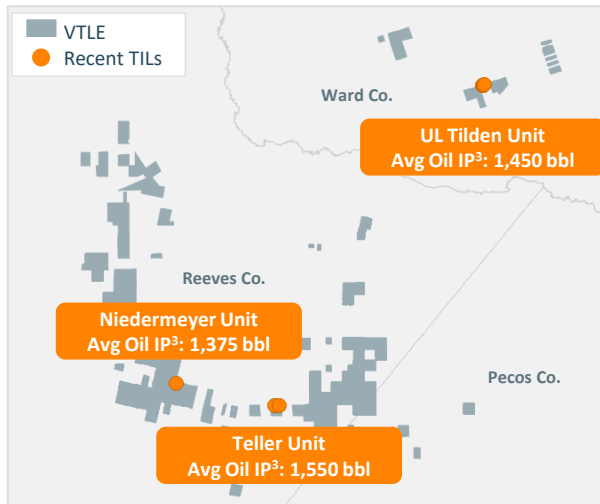 VTLE
Recent TILs
Ward Co.
UL Tilden Unit
Avg Oil IP³: 1,450 bbl
Reeves Co.
Niedermeyer Unit
Avg Oil IP³: 1,375 bbl
Pecos Co.
Teller Unit
Avg Oil IP³: 1,550 bbl